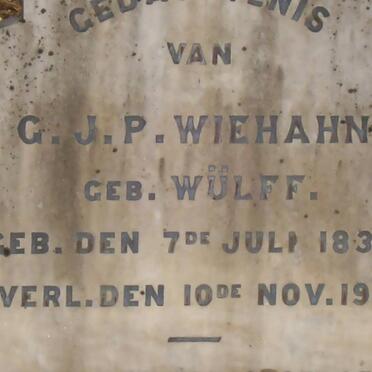 VAN
G. J. P. WIEHAHN
GEB. WÜLFF.
GEB. DEN 7DE JULI 183
VERL. DEN 10DE NOV. 19